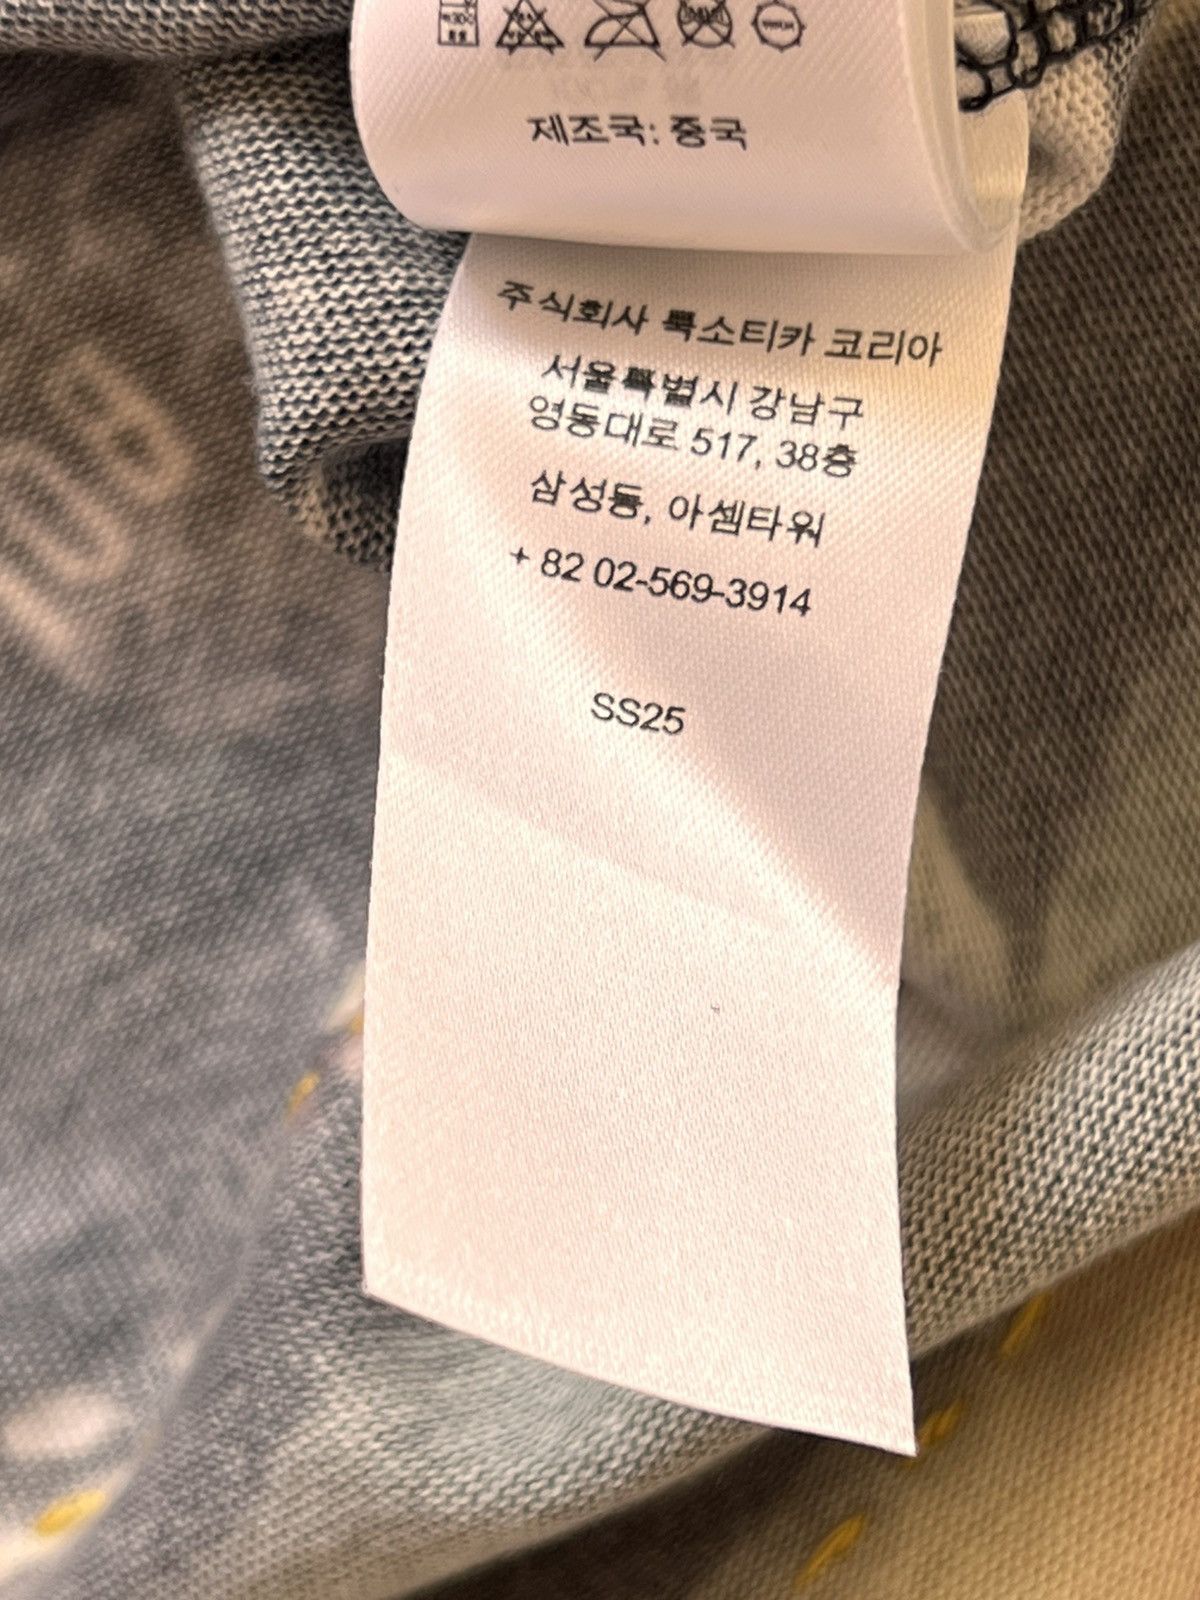 제조국: 중국
주식회사 룩소티카 코리아
서울특별시 강남구
영동대로 517, 38층
삼성동, 아셈타워
+ 82 02-569-3914
SS25